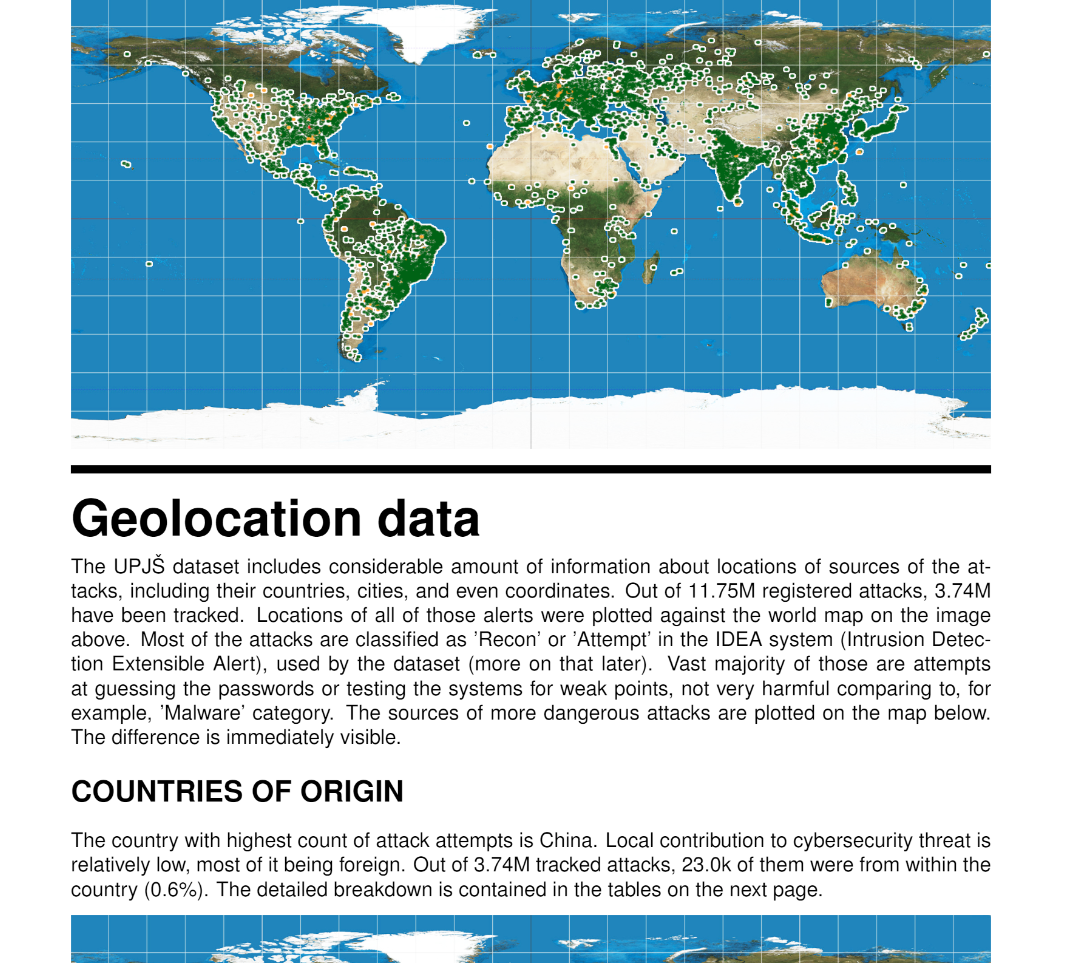 Geolocation data
The UPJŠ dataset includes considerable amount of information about locations of sources of the at-
tacks, including their countries, cities, and even coordinates. Out of 11.75M registered attacks, 3.74M
have been tracked. Locations of all of those alerts were plotted against the world map on the image
above. Most of the attacks are classified as 'Recon' or 'Attempt' in the IDEA system (Intrusion Detec-
tion Extensible Alert), used by the dataset (more on that later). Vast majority of those are attempts
at guessing the passwords or testing the systems for weak points, not very harmful comparing to, for
example, 'Malware' category. The sources of more dangerous attacks are plotted on the map below.
The difference is immediately visible.
COUNTRIES OF ORIGIN
The country with highest count of attack attempts is China. Local contribution to cybersecurity threat is
relatively low, most of it being foreign. Out of 3.74M tracked attacks, 23.0k of them were from within the
country (0.6%). The detailed breakdown is contained in the tables on the next page.